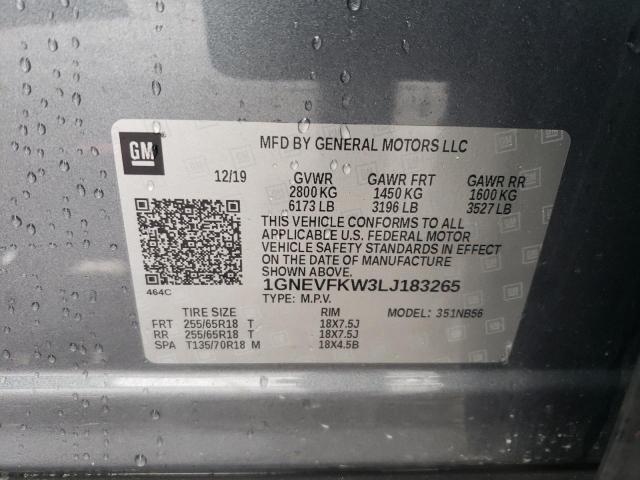 GM
MFD BY GENERAL MOTORS LLC
12/19 GVWR GAWR FRT GAWR RR
2800 KG 1450 KG 1600 KG
6173 LB 3196 LB 3527 LB
THIS VEHICLE CONFORMS TO ALL
APPLICABLE U.S. FEDERAL MOTOR
VEHICLE SAFETY STANDARDS IN EFFECT
ON THE DATE OF MANUFACTURE
SHOWN ABOVE.
1GNEVFKW3LJ183265
464C TYPE: M.P.V.
TIRE SIZE RIM MODEL: 351NB56
FRT 255/65R18 T 18X7.5J
RR 255/65R18 T 18X7.5J
SPA T135/70R18 M 18X4.5B